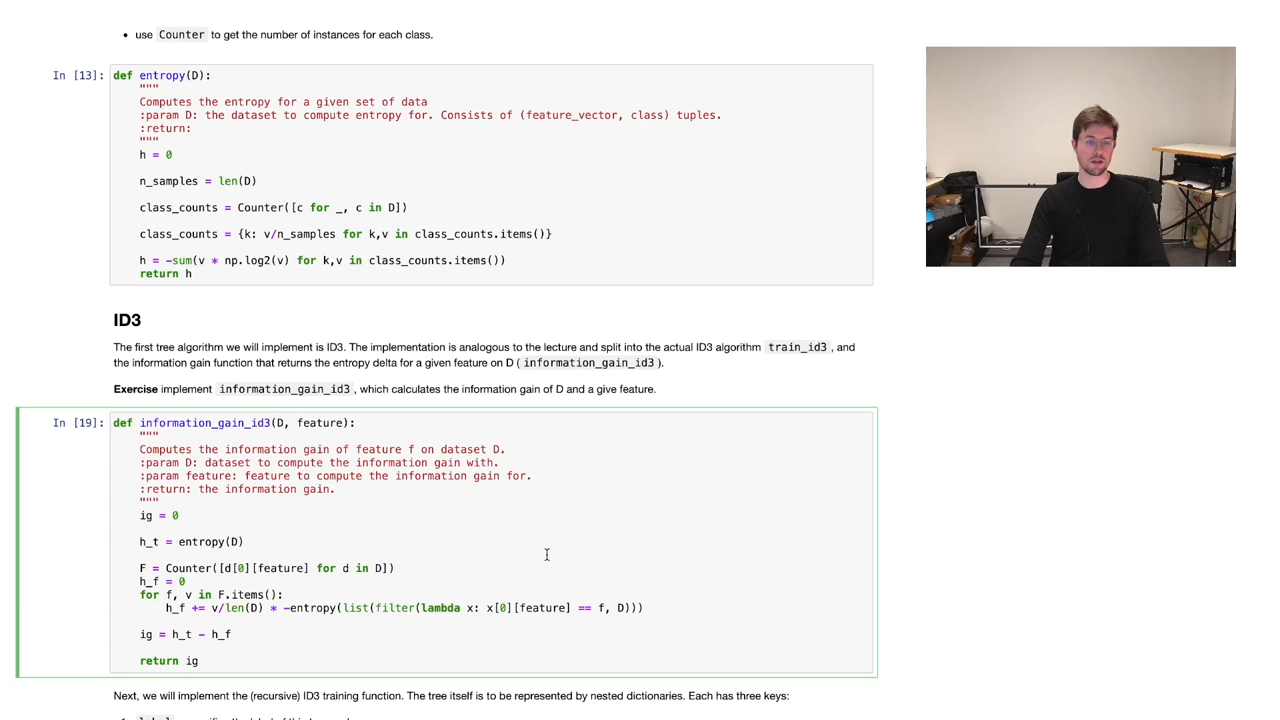 • use Counter to get the number of instances for each class.
In [13]: def entropy(D):
"""
Computes the entropy for a given set of data
:param D: the dataset to compute entropy for. Consists of (feature_vector, class) tuples.
:return:
"""
h = 0
n_samples = len(D)
class_counts = Counter([c for _, c in D])
class_counts = {k: v/n_samples for k,v in class_counts.items()}
h = -sum(v * np.log2(v) for k,v in class_counts.items())
return h
ID3
The first tree algorithm we will implement is ID3. The implementation is analogous to the lecture and split into the actual ID3 algorithm train_id3 , and
the information gain function that returns the entropy delta for a given feature on D ( information_gain_id3 ).
Exercise implement information_gain_id3 , which calculates the information gain of D and a give feature.
In [19]: def information_gain_id3(D, feature):
"""
Computes the information gain of feature f on dataset D.
:param D: dataset to compute the information gain with.
:param feature: feature to compute the information gain for.
:return: the information gain.
"""
ig = 0
h_t = entropy(D)
F = Counter([d[0][feature] for d in D])
h_f = 0
for f, v in F.items():
h_f += v/len(D) * -entropy(list(filter(lambda x: x[0][feature] == f, D)))
ig = h_t - h_f
return ig
Next, we will implement the (recursive) ID3 training function. The tree itself is to be represented by nested dictionaries. Each has three keys: